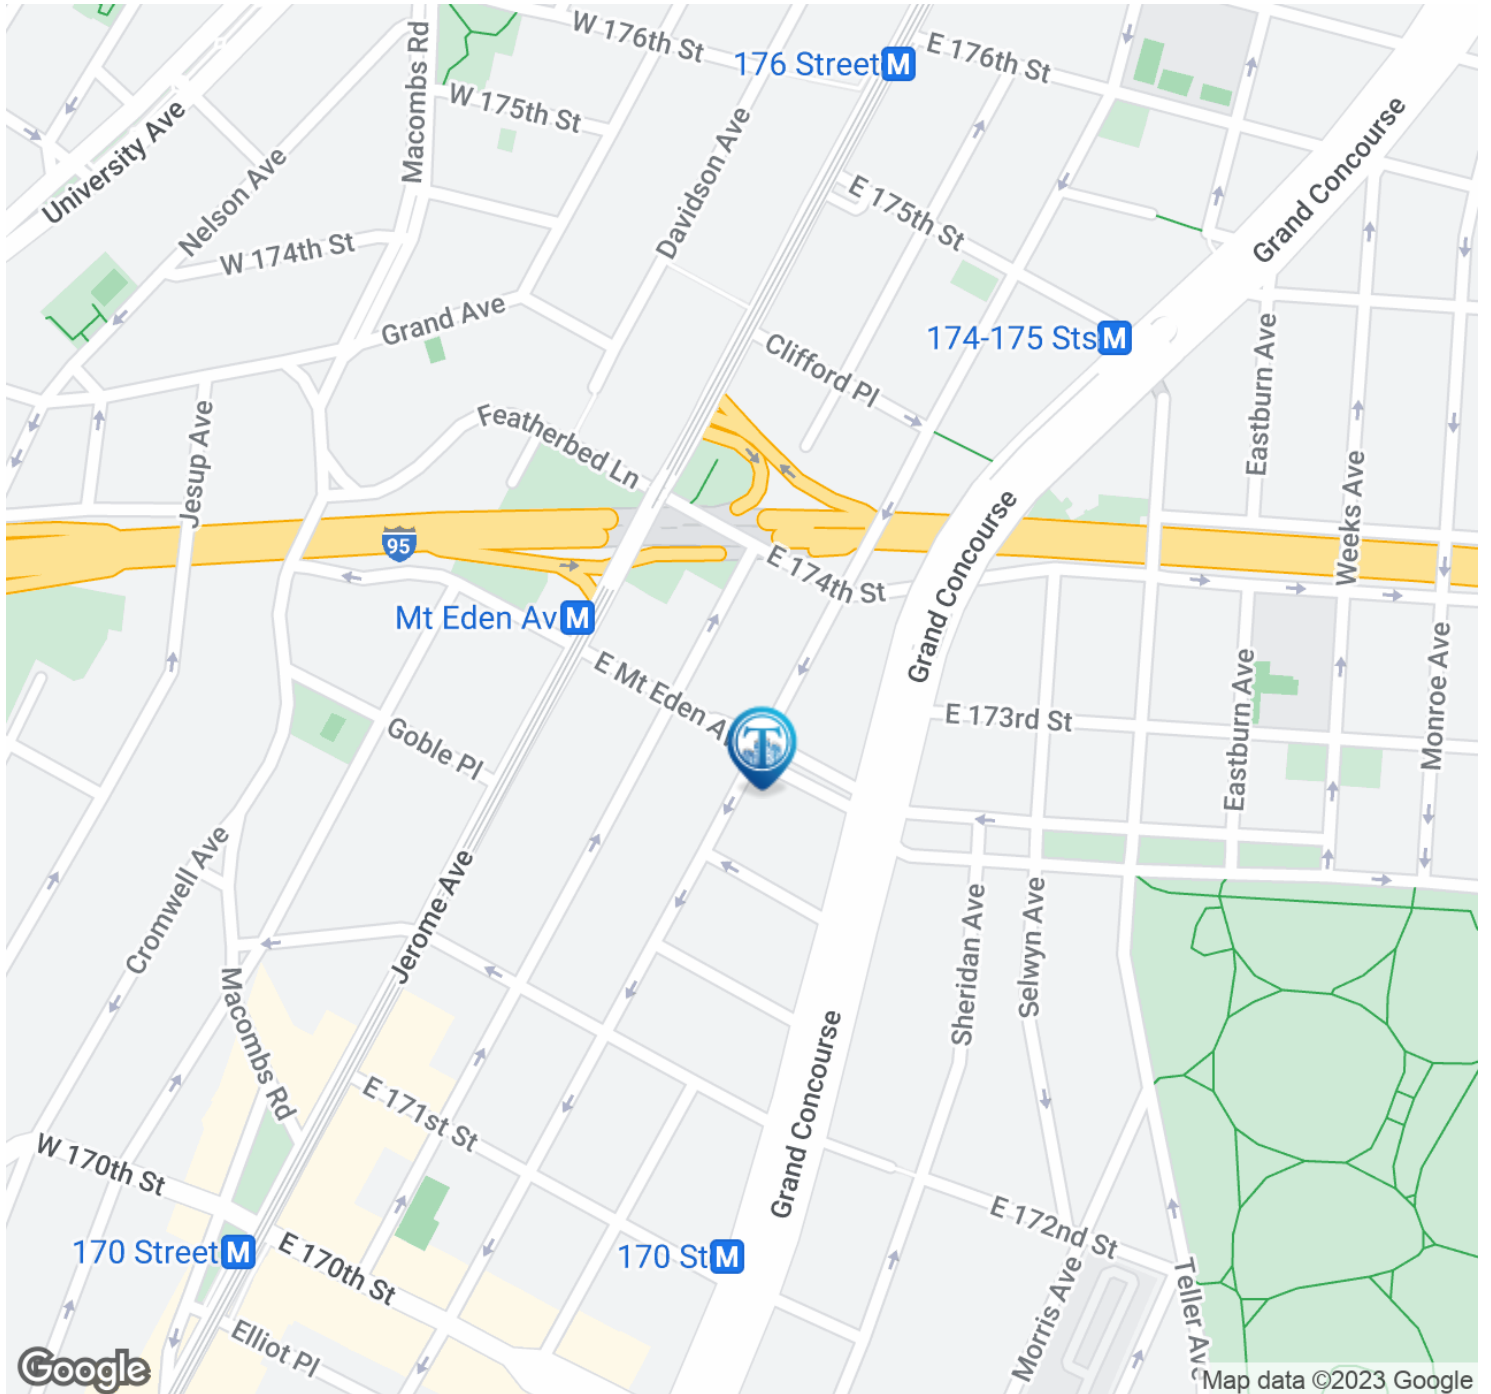 W 176th St
176 Street M
E 176th St
Macombs Rd
W 175th St
University Ave
Nelson Ave
Davidson Ave
E 175th St
Grand Concourse
W 174th St
Grand Ave
Clifford Pl
174-175 Sts M
Eastburn Ave
Featherbed Ln
Jesup Ave
Weeks Ave
95
E 174th St
Grand Concourse
Mt Eden Av M
E Mt Eden A
T
E 173rd St
Eastburn Ave
Monroe Ave
Goble Pl
Cromwell Ave
Jerome Ave
Sheridan Ave
Selwyn Ave
Macombs Rd
Grand Concourse
E 171st St
W 170th St
E 172nd St
170 Street M
E 170th St
170 St M
Morris Ave
Teller Ave
Elliot Pl
Google
Map data ©2023 Google